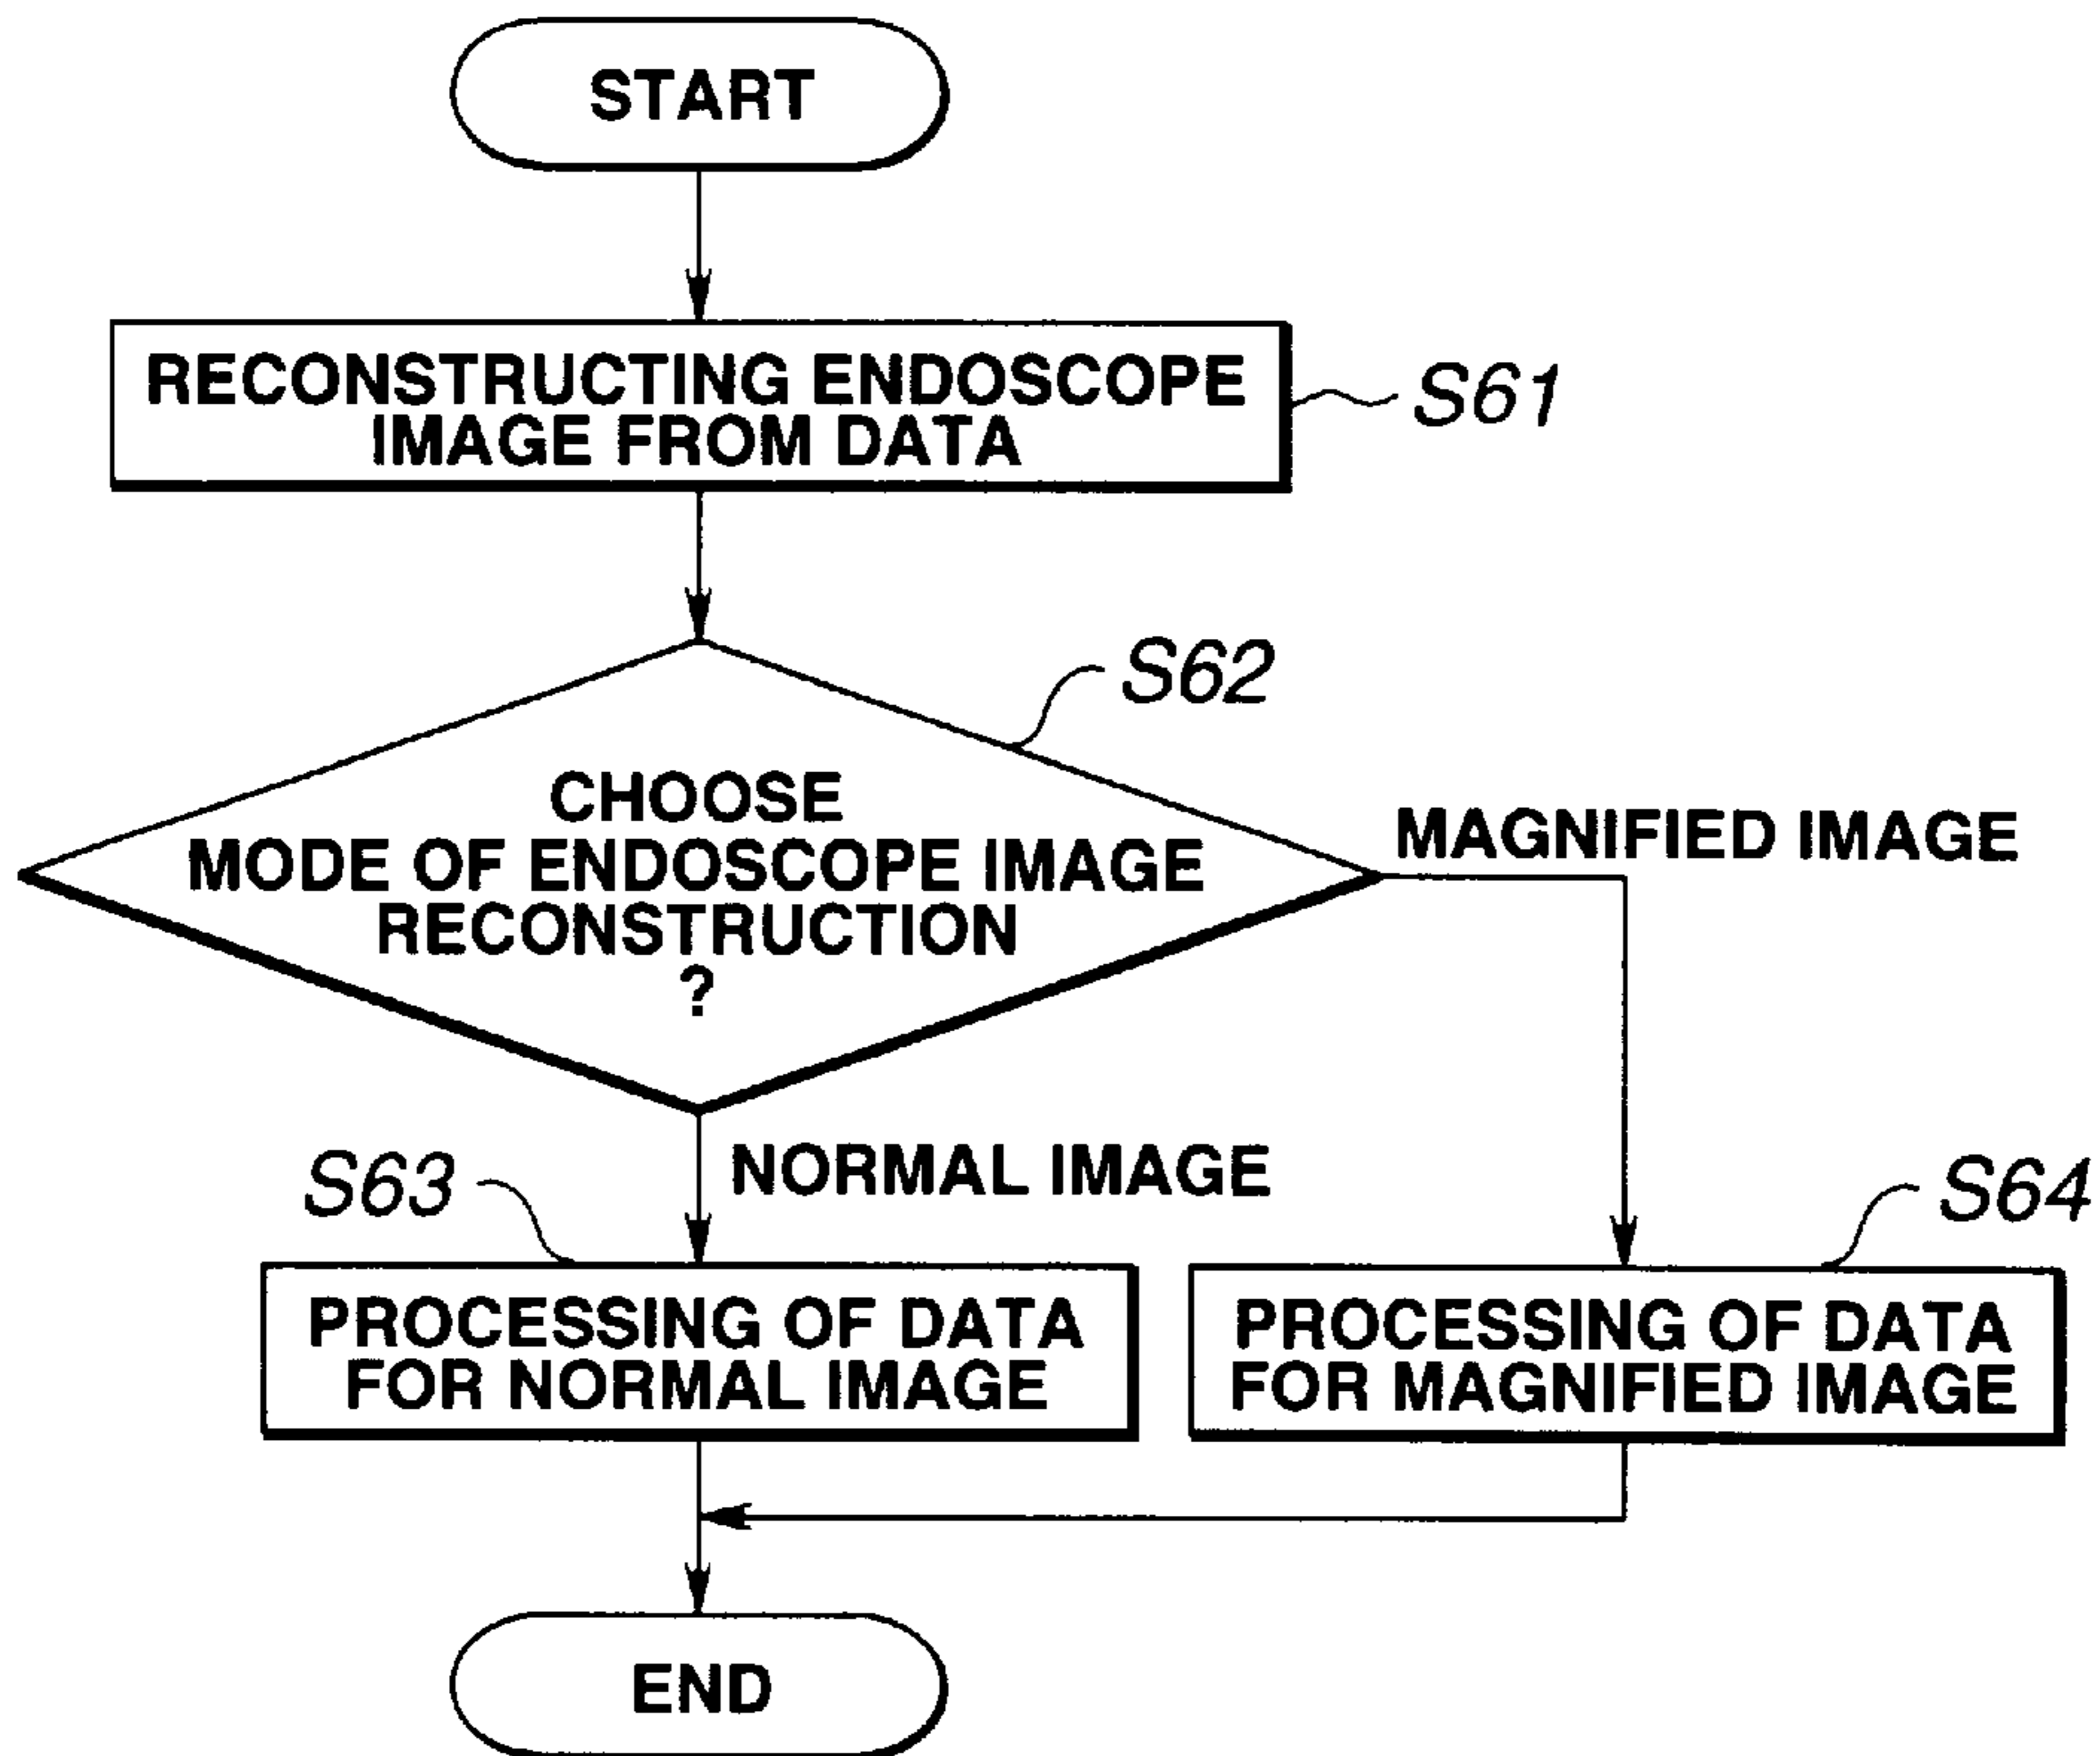 START
RECONSTRUCTING ENDOSCOPE
IMAGE FROM DATA
S61
S62
CHOOSE
MODE OF ENDOSCOPE IMAGE
RECONSTRUCTION
?
MAGNIFIED IMAGE
NORMAL IMAGE
S63
S64
PROCESSING OF DATA
FOR NORMAL IMAGE
PROCESSING OF DATA
FOR MAGNIFIED IMAGE
END